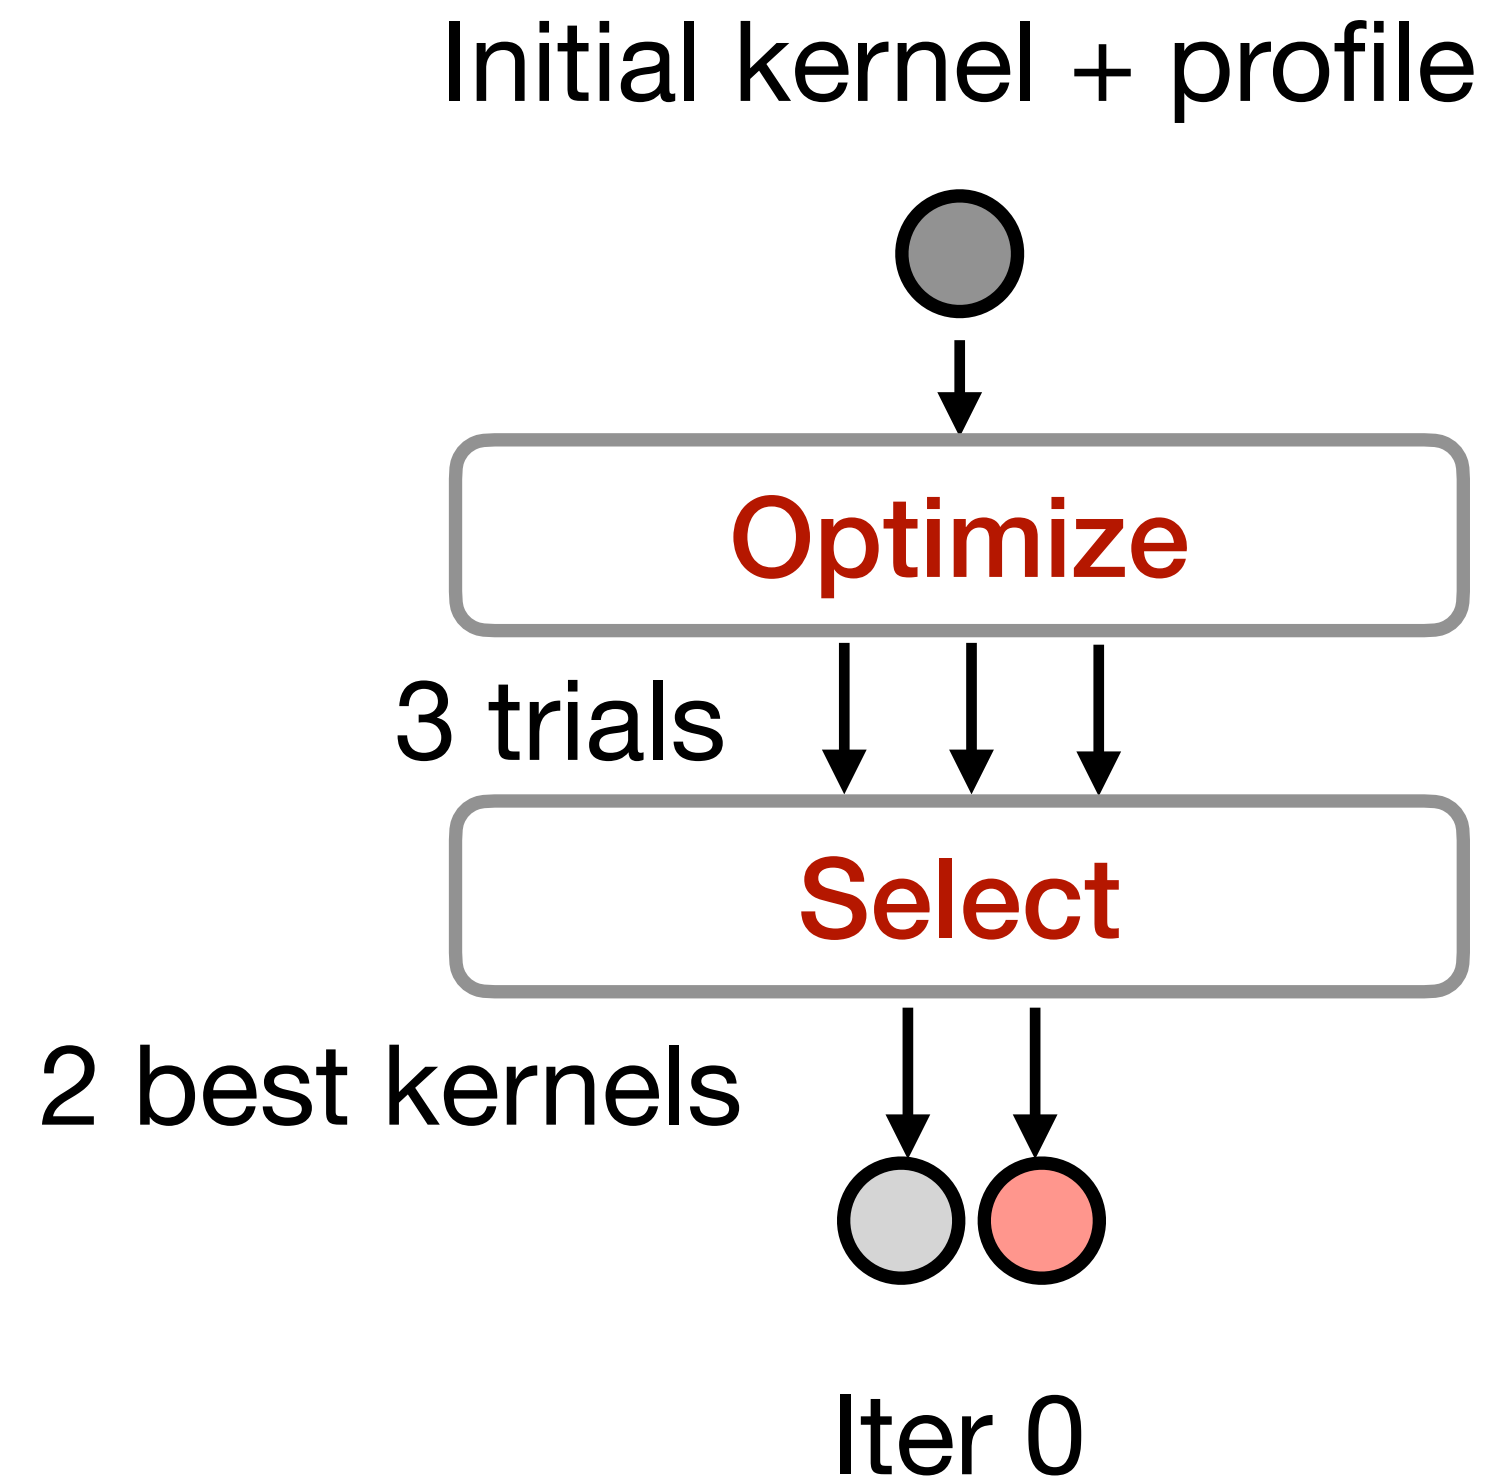 Initial kernel + profile
Optimize
3 trials
Select
2 best kernels
Iter 0